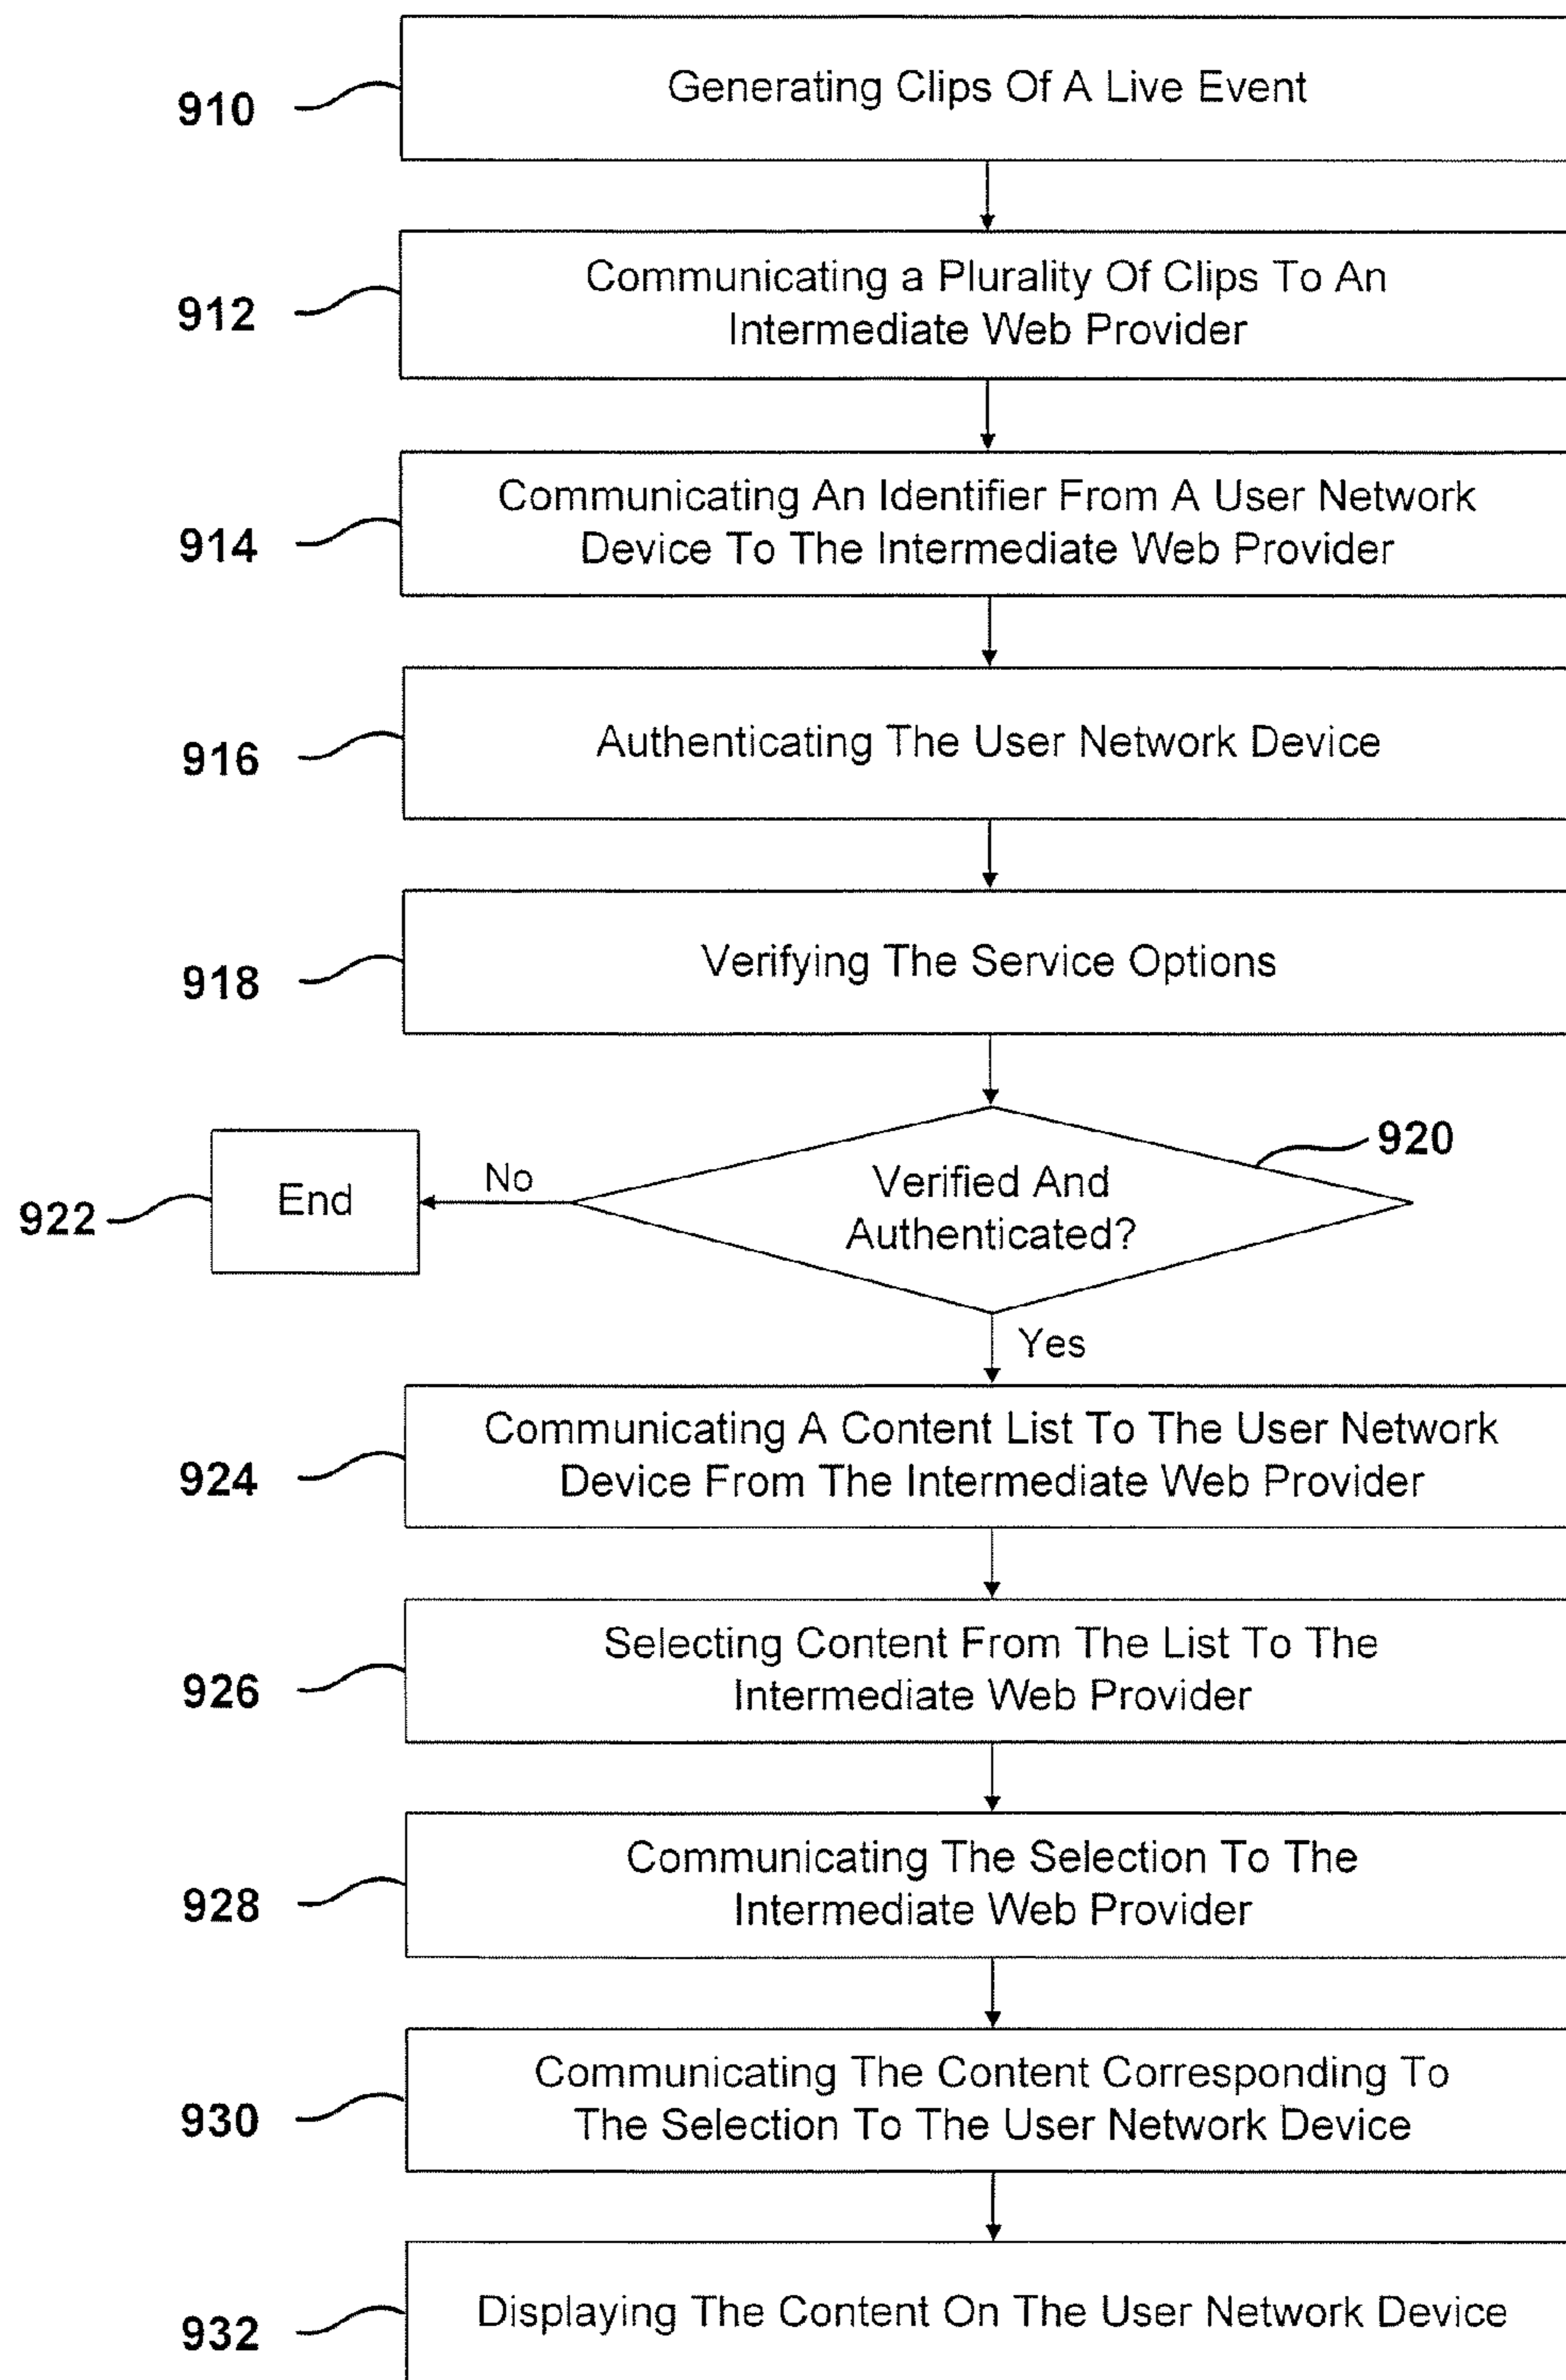 910
Generating Clips Of A Live Event
912
Communicating a Plurality Of Clips To An
Intermediate Web Provider
914
Communicating An Identifier From A User Network
Device To The Intermediate Web Provider
916
Authenticating The User Network Device
918
Verifying The Service Options
920
Verified And
Authenticated?
No
922
End
Yes
924
Communicating A Content List To The User Network
Device From The Intermediate Web Provider
926
Selecting Content From The List To The
Intermediate Web Provider
928
Communicating The Selection To The
Intermediate Web Provider
930
Communicating The Content Corresponding To
The Selection To The User Network Device
932
Displaying The Content On The User Network Device